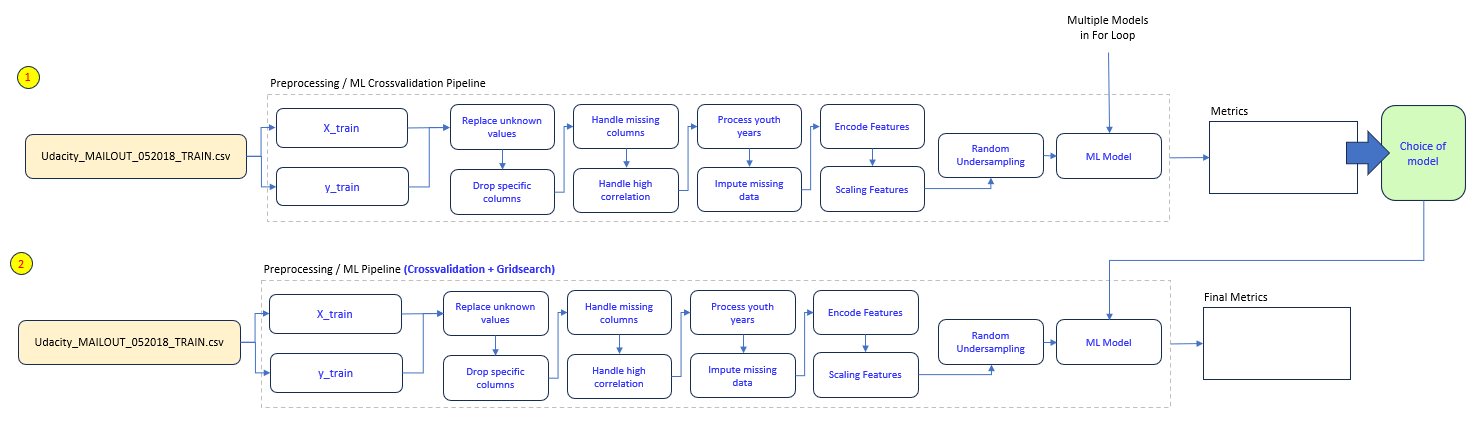 Multiple Models
in For Loop
1
Preprocessing / ML Crossvalidation Pipeline
Udacity_MAILOUT_052018_TRAIN.csv
X_train
y_train
Replace unknown
values
Drop specific
columns
Handle missing
columns
Handle high
correlation
Process youth
years
Impute missing
data
Encode Features
Scaling Features
Random
Undersampling
ML Model
Metrics
Choice of
model
2
Preprocessing / ML Pipeline (Crossvalidation + Gridsearch)
Udacity_MAILOUT_052018_TRAIN.csv
X_train
y_train
Replace unknown
values
Drop specific
columns
Handle missing
columns
Handle high
correlation
Process youth
years
Impute missing
data
Encode Features
Scaling Features
Random
Undersampling
ML Model
Final Metrics